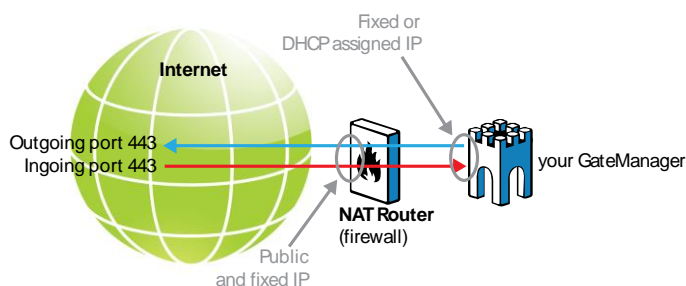 Fixed or
DHCP assigned IP
Internet
Outgoing port 443
Ingoing port 443
your GateManager
NAT Router
(firewall)
Public
and fixed IP